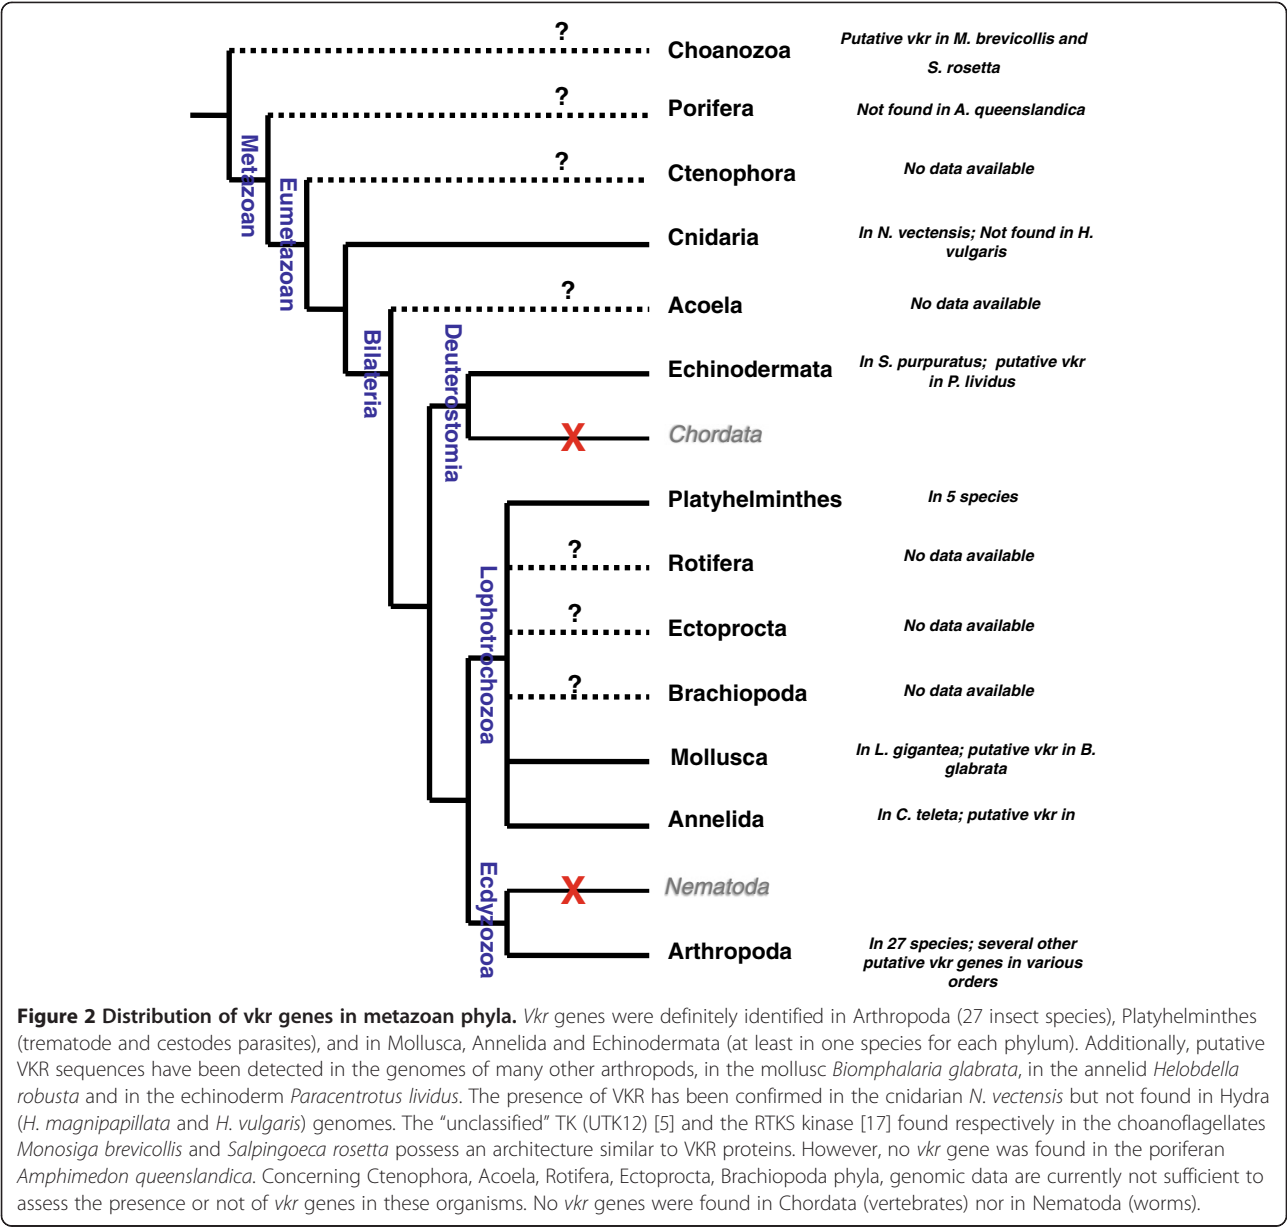 ?
Choanozoa
Putative vkr in M. brevicollis and
S. rosetta
?
Porifera
Not found in A. queenslandica
Metazoan
?
Ctenophora
No data available
Eumetazoan
Cnidaria
In N. vectensis; Not found in H.
vulgaris
?
Acoela
No data available
Bilateria
Deuterostomia
Echinodermata
In S. purpuratus; putative vkr
in P. lividus
X
Chordata
Platyhelminthes
In 5 species
?
Rotifera
No data available
Lophotrochozoa
?
Ectoprocta
No data available
?
Brachiopoda
No data available
Mollusca
In L. gigantea; putative vkr in B.
glabrata
Annelida
In C. teleta; putative vkr in
Ecdyzozoa
X
Nematoda
Arthropoda
In 27 species; several other
putative vkr genes in various
orders
Figure 2 Distribution of vkr genes in metazoan phyla. Vkr genes were definitely identified in Arthropoda (27 insect species), Platyhelminthes
(trematode and cestodes parasites), and in Mollusca, Annelida and Echinodermata (at least in one species for each phylum). Additionally, putative
VKR sequences have been detected in the genomes of many other arthropods, in the mollusc Biomphalaria glabrata, in the annelid Helobdella
robusta and in the echinoderm Paracentrotus lividus. The presence of VKR has been confirmed in the cnidarian N. vectensis but not found in Hydra
(H. magnipapillata and H. vulgaris) genomes. The “unclassified” TK (UTK12) [5] and the RTKS kinase [17] found respectively in the choanoflagellates
Monosiga brevicollis and Salpingoeca rosetta possess an architecture similar to VKR proteins. However, no vkr gene was found in the poriferan
Amphimedon queenslandica. Concerning Ctenophora, Acoela, Rotifera, Ectoprocta, Brachiopoda phyla, genomic data are currently not sufficient to
assess the presence or not of vkr genes in these organisms. No vkr genes were found in Chordata (vertebrates) nor in Nematoda (worms).